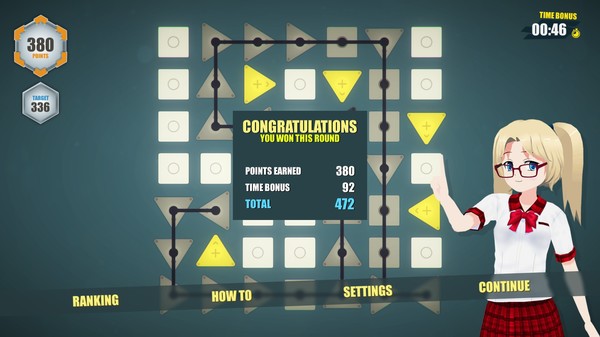 380
POINTS
TARGET
336
TIME BONUS
00:46
CONGRATULATIONS
YOU WON THIS ROUND
POINTS EARNED 380
TIME BONUS 92
TOTAL 472
RANKING HOW TO SETTINGS CONTINUE